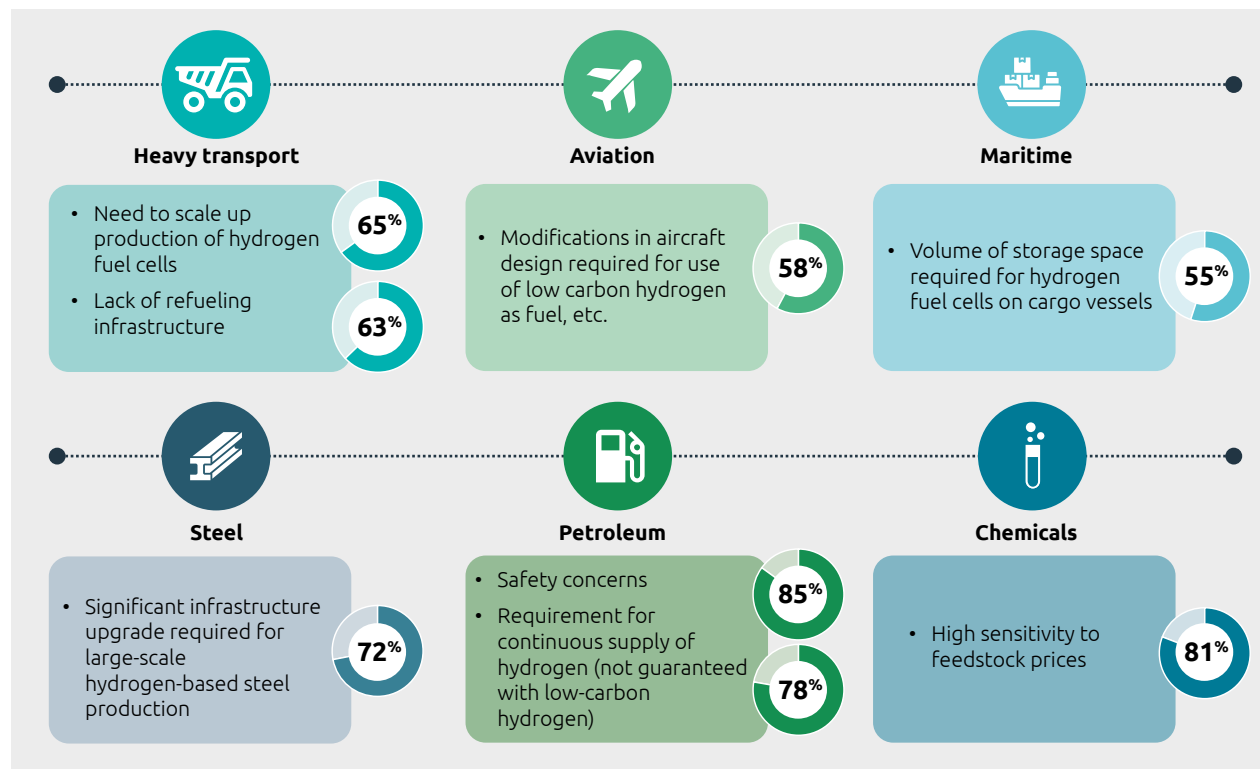 Heavy transport
• Need to scale up
production of hydrogen
fuel cells
65%
• Lack of refueling
infrastructure
63%
Aviation
• Modifications in aircraft
design required for use
of low carbon hydrogen
as fuel, etc.
58%
Maritime
• Volume of storage space
required for hydrogen
fuel cells on cargo vessels
55%
Steel
• Significant infrastructure
upgrade required for
large-scale
hydrogen-based steel
production
72%
Petroleum
• Safety concerns
85%
• Requirement for
continuous supply of
hydrogen (not guaranteed
with low-carbon
hydrogen)
78%
Chemicals
• High sensitivity to
feedstock prices
81%